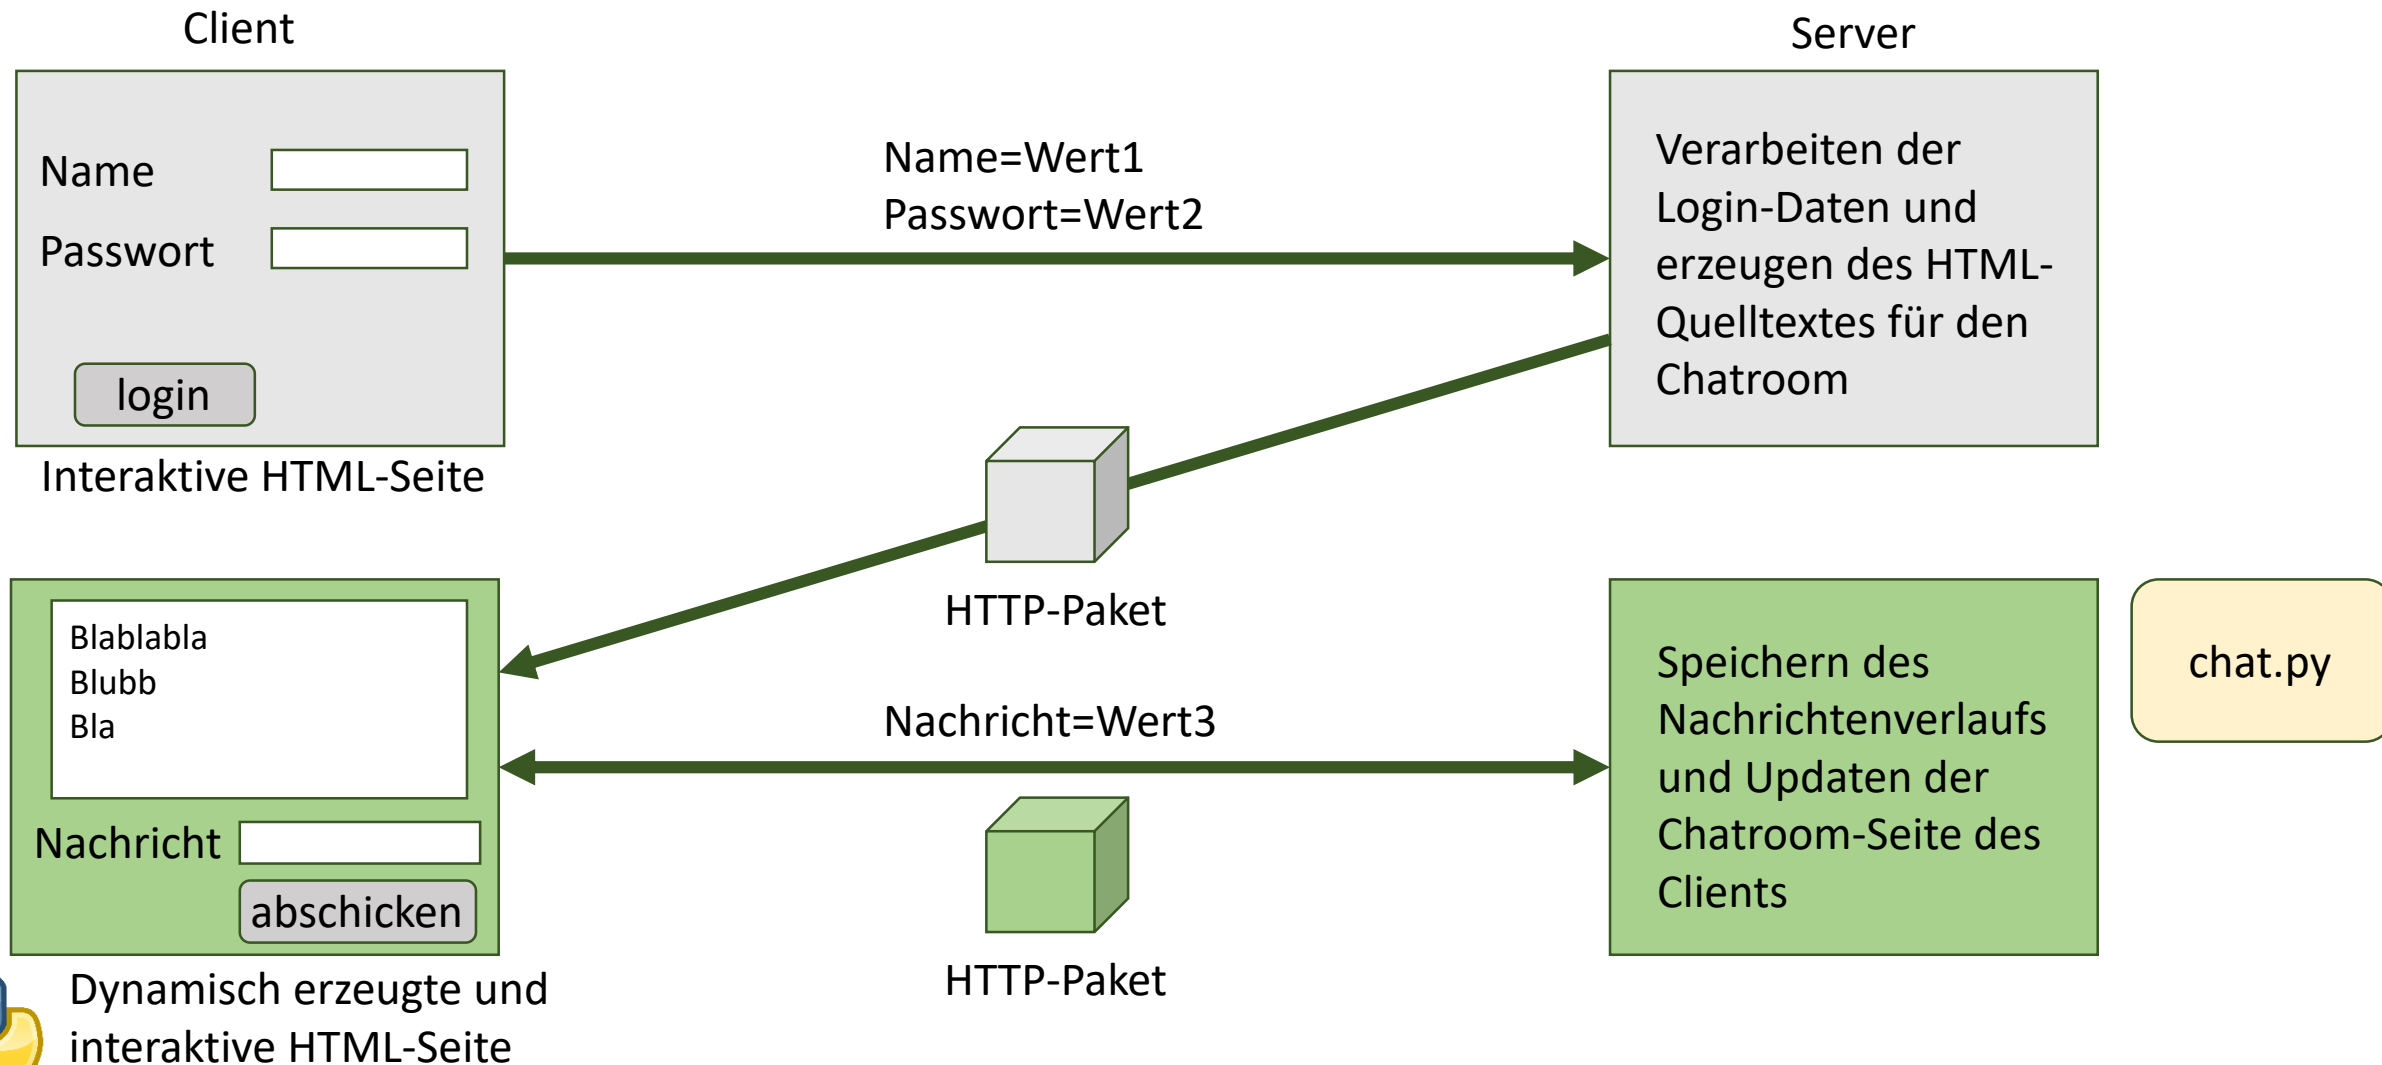 Client
Server
Name
Passwort
login
Interaktive HTML-Seite
Name=Wert1
Passwort=Wert2
Verarbeiten der
Login-Daten und
erzeugen des HTML-
Quelltextes für den
Chatroom
HTTP-Paket
Blablabla
Blubb
Bla
Nachricht
abschicken
Dynamisch erzeugte und
interaktive HTML-Seite
Nachricht=Wert3
HTTP-Paket
Speichern des
Nachrichtenverlaufs
und Updaten der
Chatroom-Seite des
Clients
chat.py